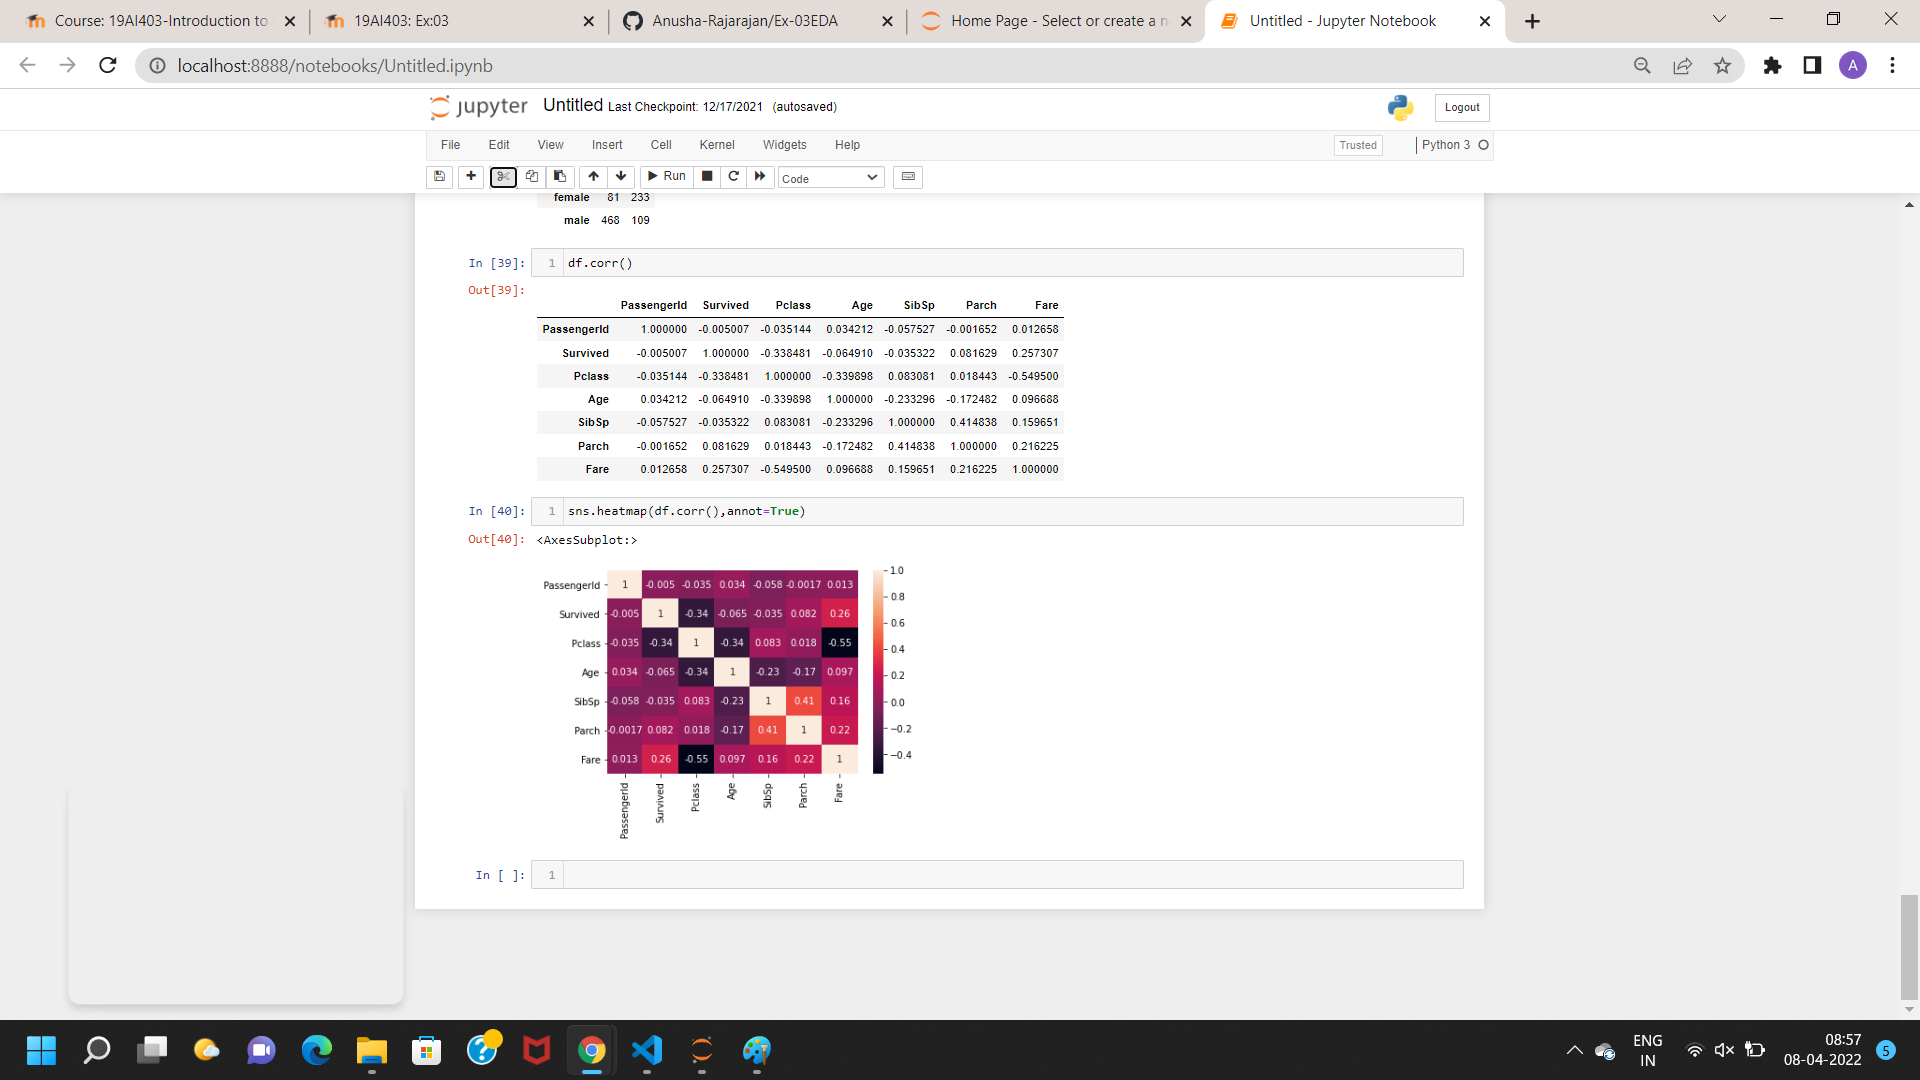 Course: 19AI403-Introduction to
19AI403: Ex:03
Anusha-Rajarajan/Ex-03EDA
Home Page - Select or create a n
Untitled - Jupyter Notebook
localhost:8888/notebooks/Untitled.ipynb
A
jupyter Untitled Last Checkpoint: 12/17/2021 (autosaved)
Logout
File Edit View Insert Cell Kernel Widgets Help
Trusted
Python 3
Run
Code
female 81 233
male 468 109
In [39]: 1 df.corr()
Out[39]:
PassengerId Survived Pclass Age SibSp Parch Fare
PassengerId 1.000000 -0.005007 -0.035144 0.034212 -0.057527 -0.001652 0.012658
Survived -0.005007 1.000000 -0.338481 -0.064910 -0.035322 0.081629 0.257307
Pclass -0.035144 -0.338481 1.000000 -0.339898 0.083081 0.018443 -0.549500
Age 0.034212 -0.064910 -0.339898 1.000000 -0.233296 -0.172482 0.096688
SibSp -0.057527 -0.035322 0.083081 -0.233296 1.000000 0.414838 0.159651
Parch -0.001652 0.081629 0.018443 -0.172482 0.414838 1.000000 0.216225
Fare 0.012658 0.257307 -0.549500 0.096688 0.159651 0.216225 1.000000
In [40]: 1 sns.heatmap(df.corr(),annot=True)
Out[40]: <AxesSubplot:>
PassengerId 1 -0.005 -0.035 0.034 -0.058 -0.0017 0.013
Survived -0.005 1 -0.34 -0.065 -0.035 0.082 0.26
Pclass -0.035 -0.34 1 -0.34 0.083 0.018 -0.55
Age 0.034 -0.065 -0.34 1 -0.23 -0.17 0.097
SibSp -0.058 -0.035 0.083 -0.23 1 0.41 0.16
Parch -0.0017 0.082 0.018 -0.17 0.41 1 0.22
Fare 0.013 0.26 -0.55 0.097 0.16 0.22 1
PassengerId Survived Pclass Age SibSp Parch Fare
1.0
0.8
0.6
0.4
0.2
0.0
−0.2
−0.4
In [ ]: 1
ENG
IN
08:57
08-04-2022
5